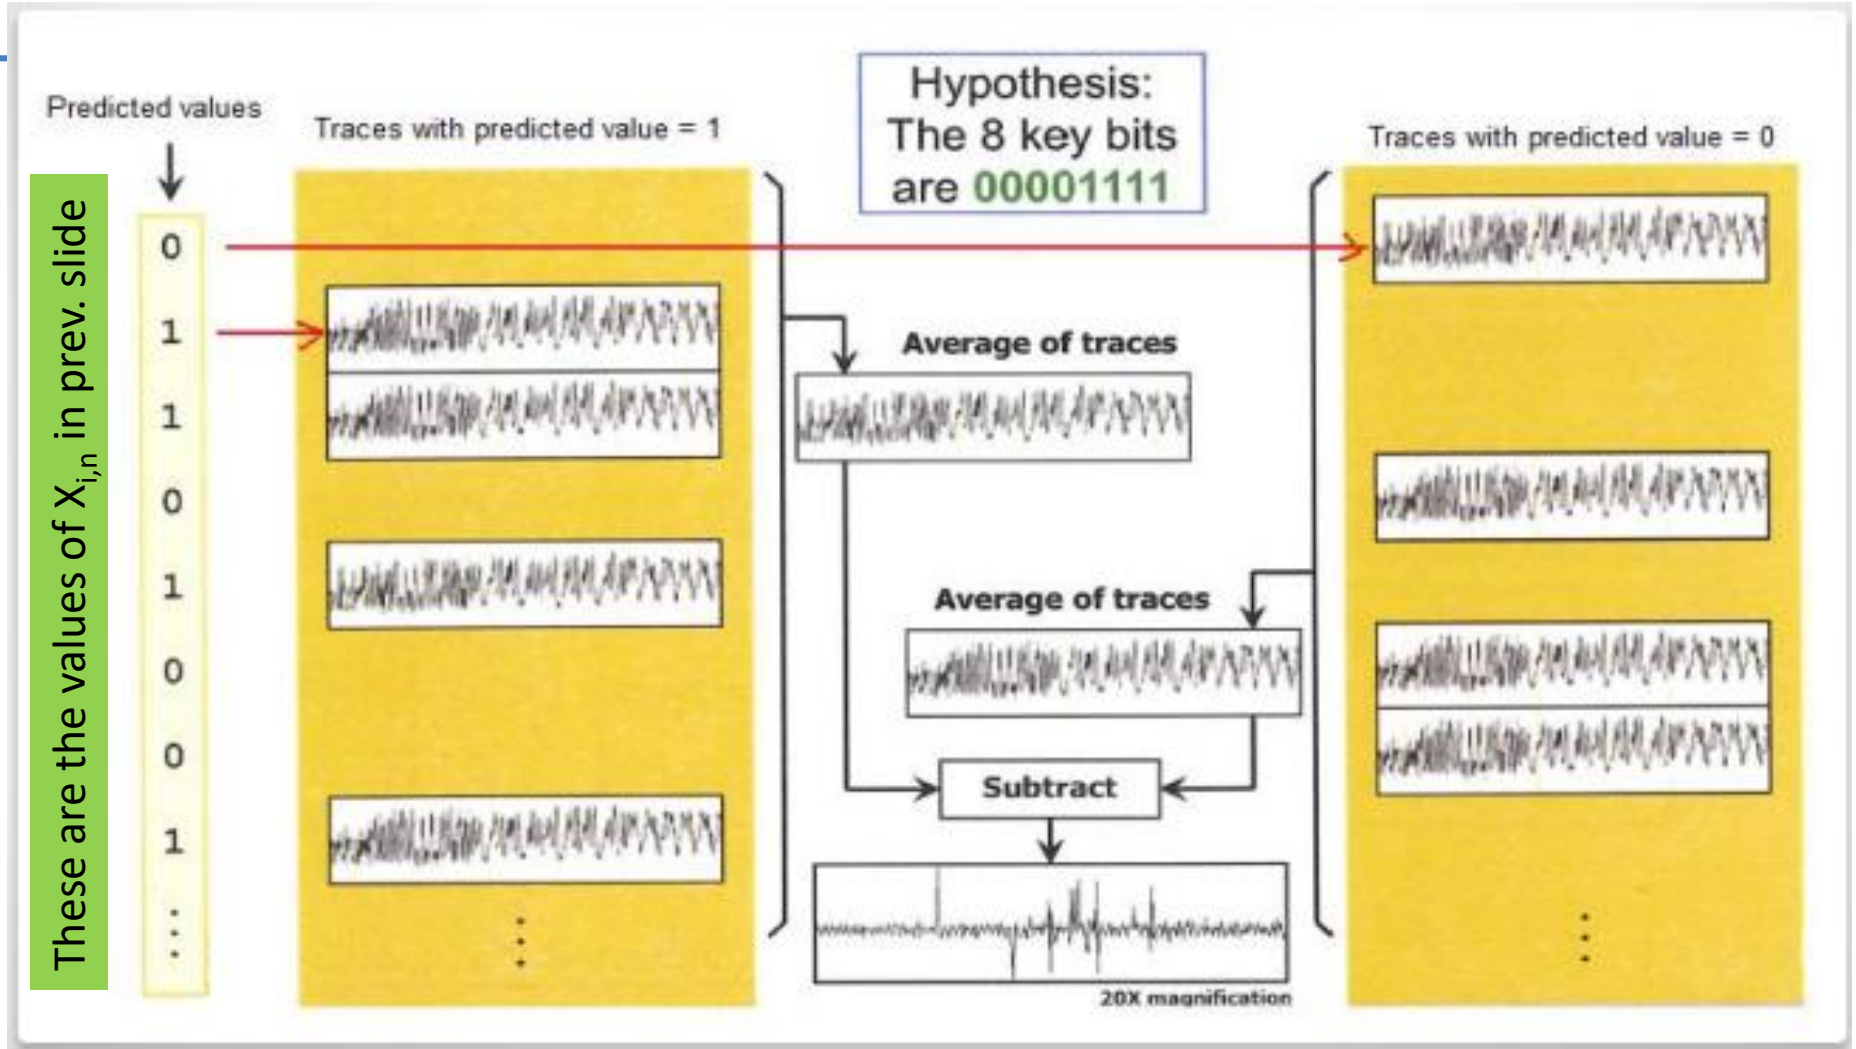 Predicted values
Traces with predicted value = 1
Hypothesis:
The 8 key bits
are 00001111
Traces with predicted value = 0
These are the values of Xi,n in prev. slide
0
1
1
0
1
0
0
1
Average of traces
Average of traces
Subtract
20X magnification